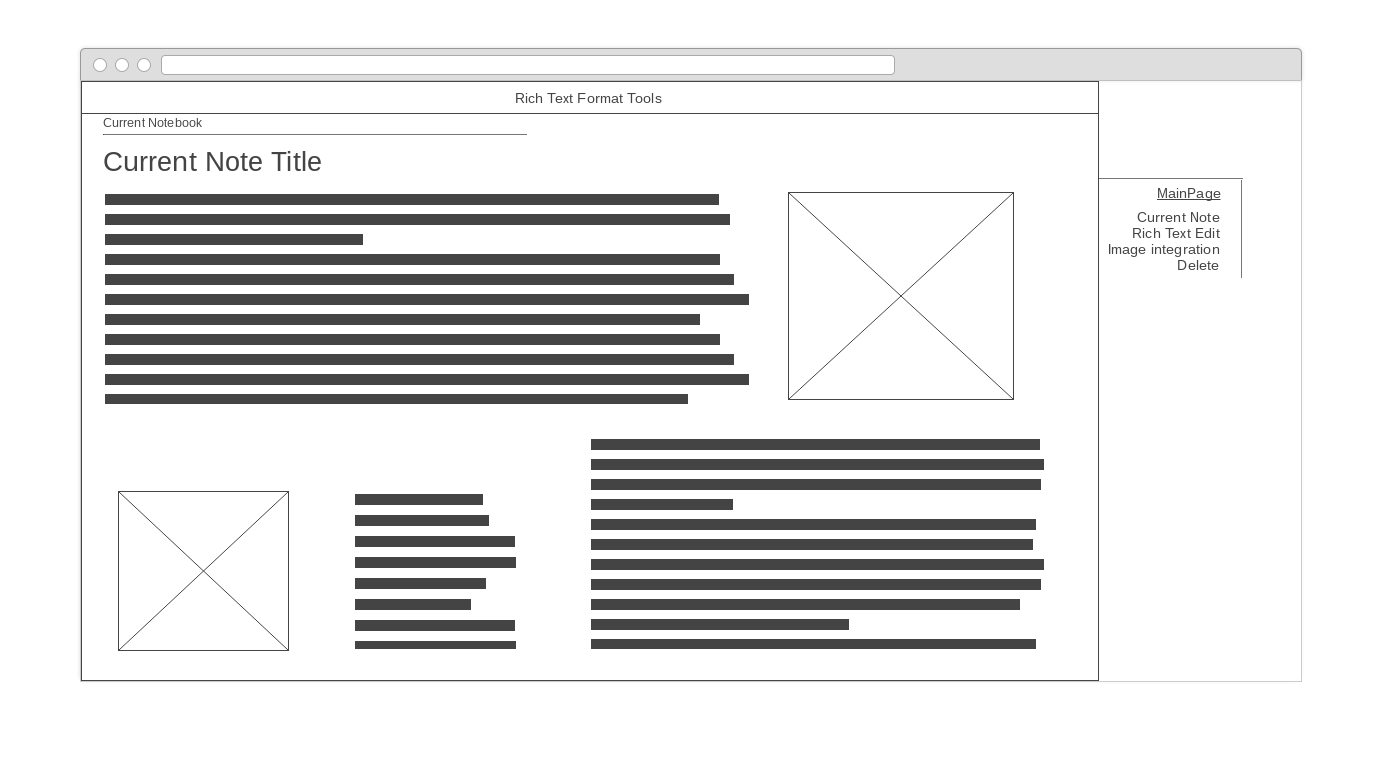 Rich Text Format Tools
Current Notebook
Current Note Title
MainPage
Current Note
Rich Text Edit
Image integration
Delete